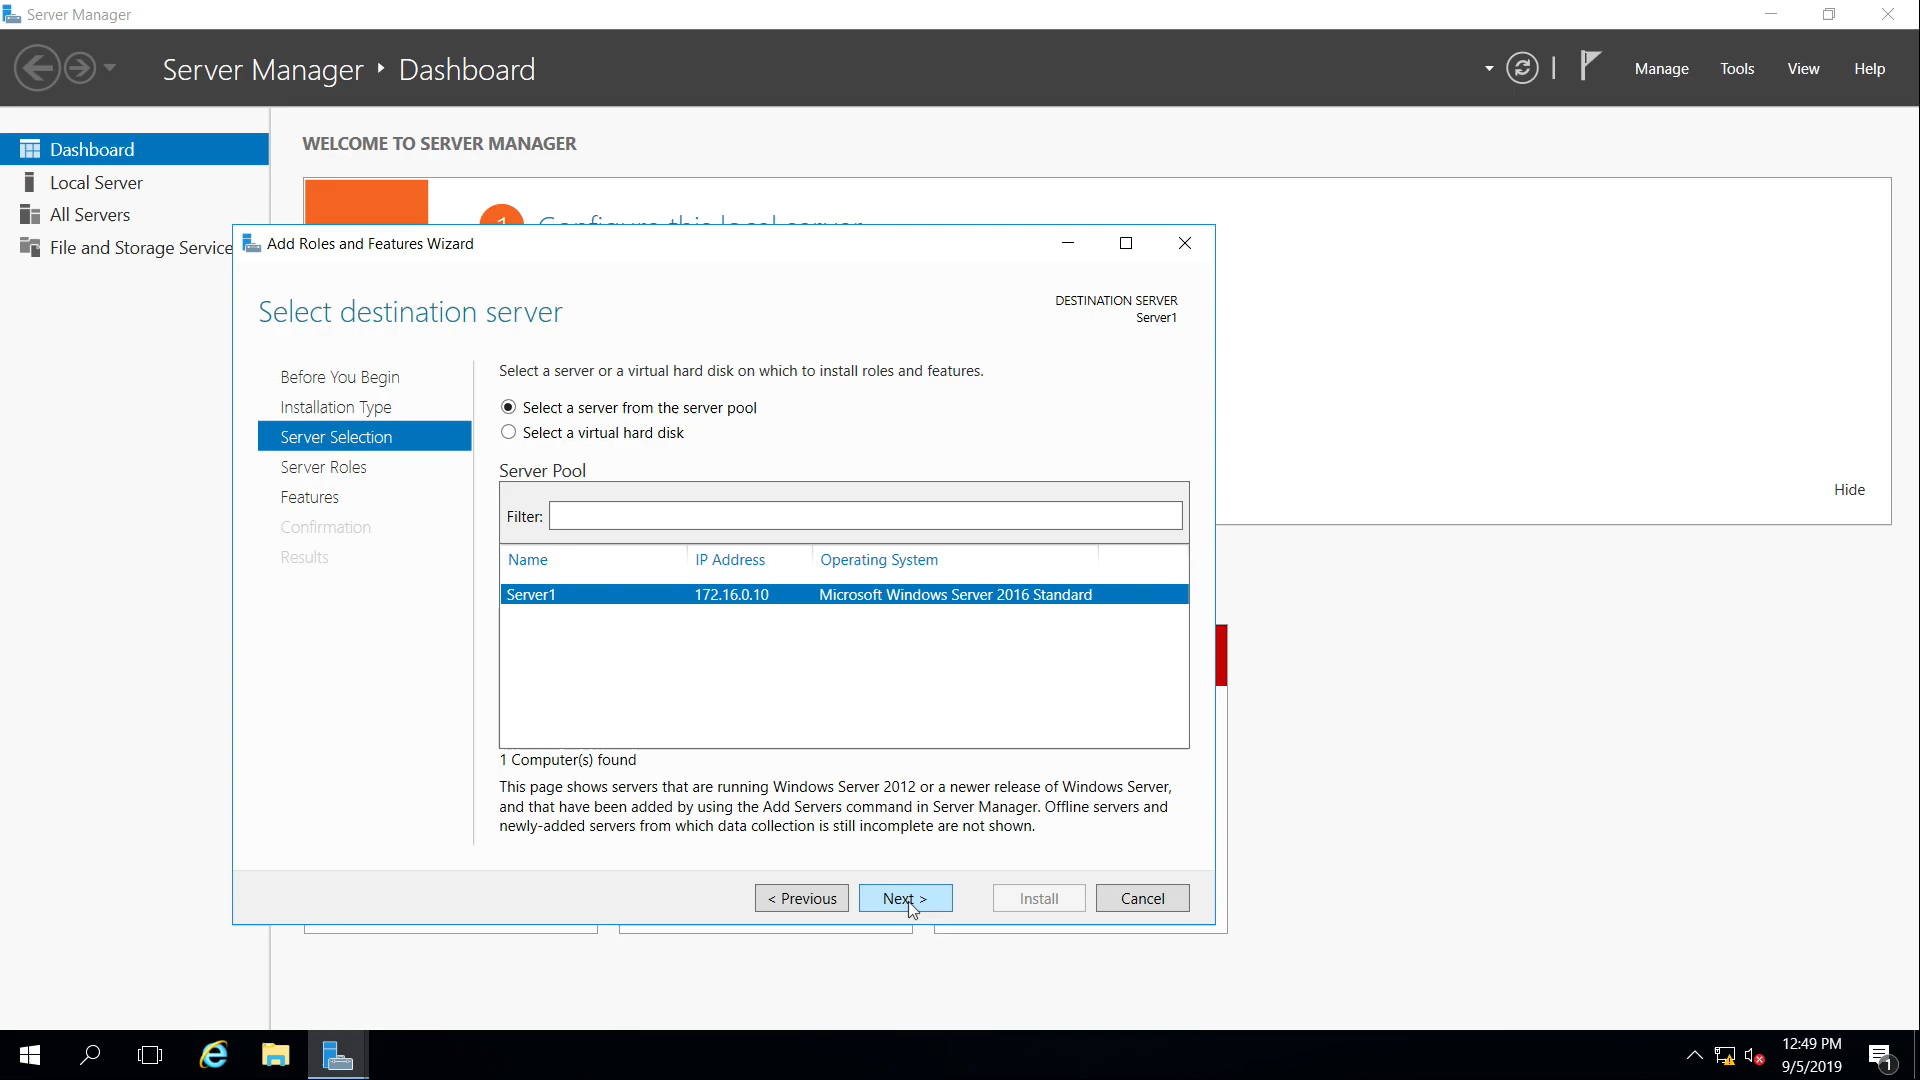 Server Manager
Server Manager ‣ Dashboard
Manage
Tools
View
Help
Dashboard
Local Server
All Servers
File and Storage Service
WELCOME TO SERVER MANAGER
1
Configure this local server
Hide
Add Roles and Features Wizard
Select destination server
DESTINATION SERVER
Server1
Before You Begin
Installation Type
Server Selection
Server Roles
Features
Confirmation
Results
Select a server or a virtual hard disk on which to install roles and features.
Select a server from the server pool
Select a virtual hard disk
Server Pool
Filter:
Name IP Address Operating System
Server1 172.16.0.10 Microsoft Windows Server 2016 Standard
1 Computer(s) found
This page shows servers that are running Windows Server 2012 or a newer release of Windows Server,
and that have been added by using the Add Servers command in Server Manager. Offline servers and
newly-added servers from which data collection is still incomplete are not shown.
< Previous
Next >
Install
Cancel
12:49 PM
9/5/2019
1